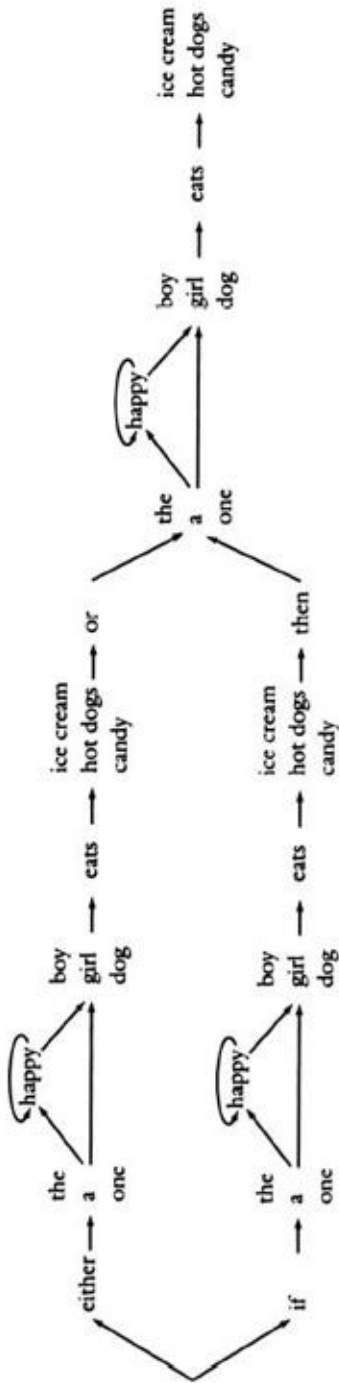 either
the
a
one
happy
boy
girl
dog
eats
ice cream
hot dogs
candy
or
if
the
a
one
happy
boy
girl
dog
eats
ice cream
hot dogs
candy
then
the
a
one
happy
boy
girl
dog
eats
ice cream
hot dogs
candy